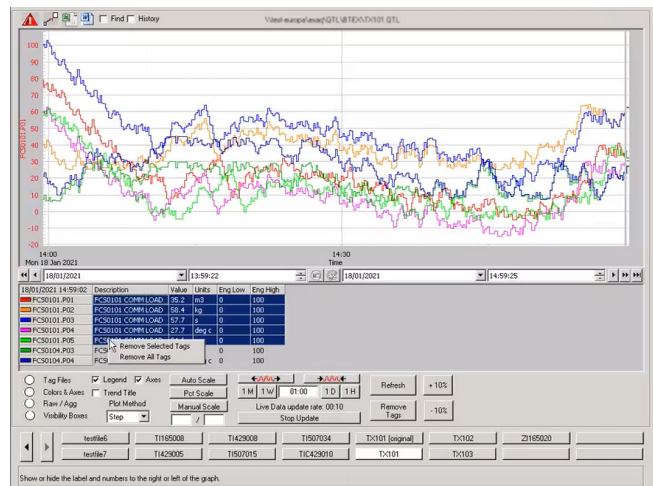 Find History \\test-europa\exaq\QTL\BTEX\TX101.QTL
100
90
80
70
60
50
40
30
20
10
0
-10
-20
FCS0101.P01
14:00 14:30
Mon 18 Jan 2021 Time
18/01/2021 13:59:22 18/01/2021 14:59:25
18/01/2021 14:59:02 Description Value Units Eng Low Eng High
FCS0101.P01 FCS0101 COMM LOAD 35.2 m3 0 100
FCS0101.P02 FCS0101 COMM LOAD 58.4 kg 0 100
FCS0101.P03 FCS0101 COMM LOAD 57.7 s 0 100
FCS0101.P04 FCS0101 COMM LOAD 27.7 deg c 0 100
FCS0101.P05 0 100
FCS0104.P03 0 100
FCS0104.P04 0 100
Remove Selected Tags
Remove All Tags
Tag Files Legend Axes Auto Scale
Colors & Axes Trend Title Pct Scale 1 M 1 W 01:00 1 D 1 H Refresh + 10%
Raw / Agg Plot Method Manual Scale Live Data update rate: 00:10 Remove Tags - 10%
Visibility Boxes Step / Stop Update
testfile6 TI165008 TI429008 TI507034 TX101 [original] TX102 ZI165020
testfile7 TI429005 TI507015 TIC429010 TX101 TX103
Show or hide the label and numbers to the right or left of the graph.